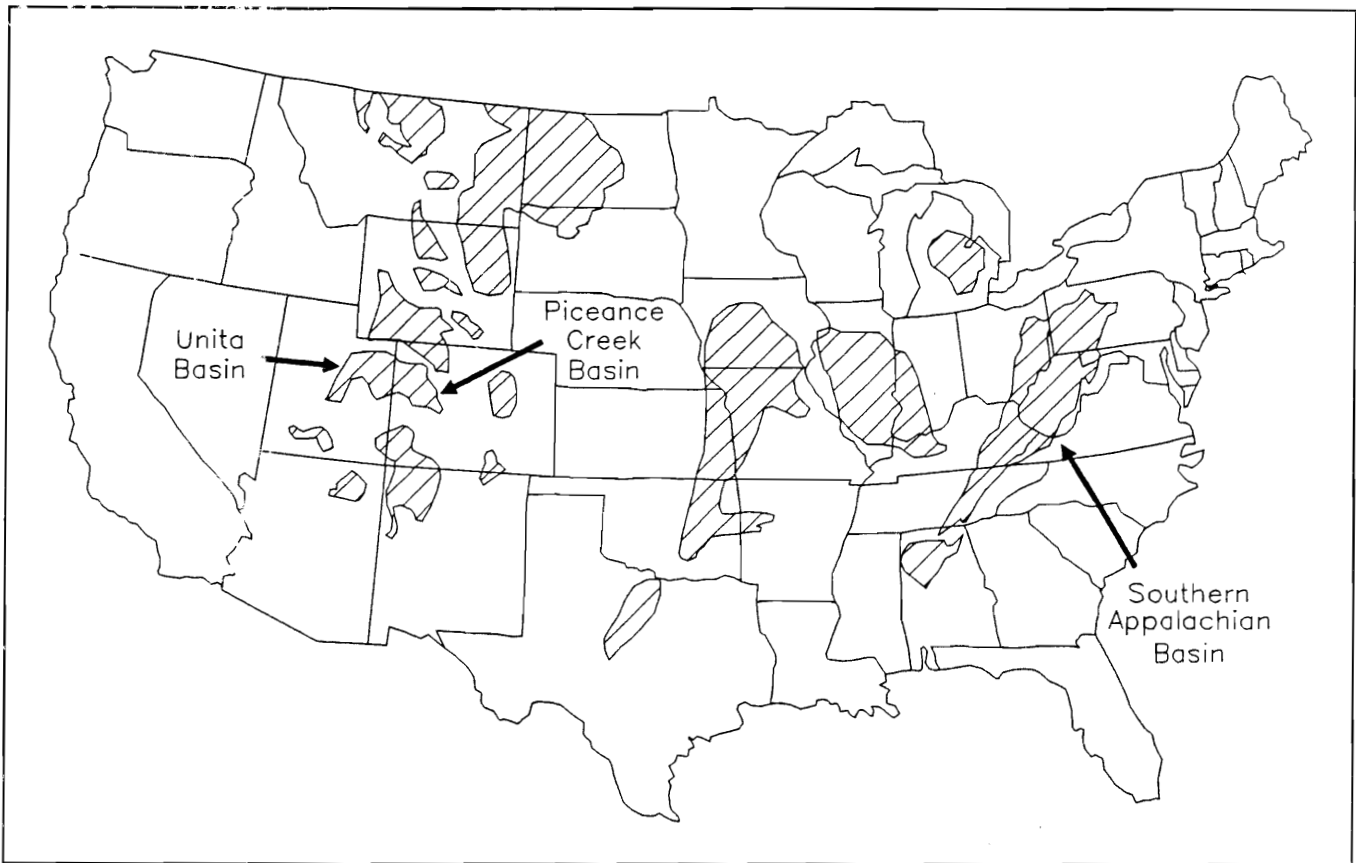 Unita
Basin
Piceance
Creek
Basin
Southern
Appalachian
Basin